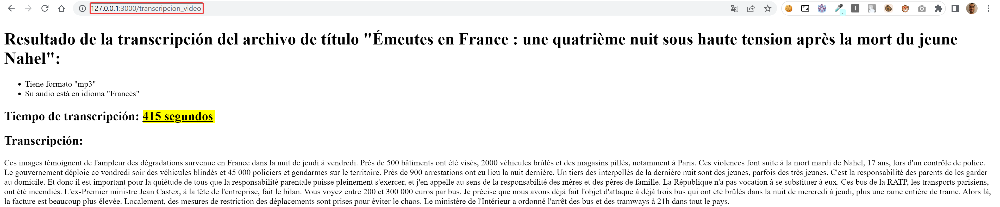 127.0.0.1:3000/transcripcion_video
Resultado de la transcripción del archivo de título "Émeutes en France : une quatrième nuit sous haute tension après la mort du jeune
Nahel":
• Tiene formato "mp3"
• Su audio está en idioma "Francés"
Tiempo de transcripción: 415 segundos
Transcripción:
Ces images témoignent de l'ampleur des dégradations survenue en France dans la nuit de jeudi à vendredi. Près de 500 bâtiments ont été visés, 2000 véhicules brûlés et des magasins pillés, notamment à Paris. Ces violences font suite à la mort mardi de Nahel, 17 ans, lors d'un contrôle de police.
Le gouvernement déploie ce vendredi soir des véhicules blindés et 45 000 policiers et gendarmes sur le territoire. Près de 900 arrestations ont eu lieu la nuit dernière. Un tiers des interpellés de la dernière nuit sont des jeunes, parfois des très jeunes. C'est la responsabilité des parents de les garder
au domicile. Et donc il est important pour la quiétude de tous que la responsabilité parentale puisse pleinement s'exercer, et j'en appelle au sens de la responsabilité des mères et des pères de famille. La République n'a pas vocation à se substituer à eux. Ces bus de la RATP, les transports parisiens,
ont été incendiés. L'ex-Premier ministre Jean Castex, à la tête de l'entreprise, fait le bilan. Vous voyez entre 200 et 300 000 euros par bus. Je précise que nous avons déjà fait l'objet d'attaque à déjà trois bus qui ont été brûlés dans la nuit de mercredi à jeudi, plus une rame entière de trame. Alors là,
la facture est beaucoup plus élevée. Localement, des mesures de restriction des déplacements sont prises pour éviter le chaos. Le ministère de l'Intérieur a ordonné l'arrêt des bus et des tramways à 21h dans tout le pays.